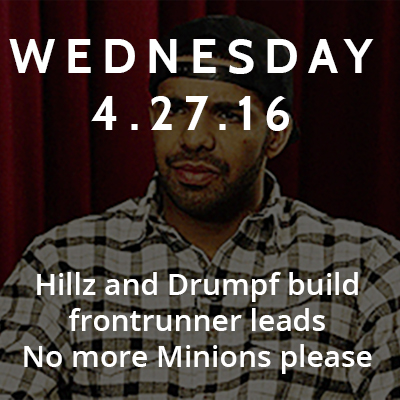 WEDNESDAY
4.27.16
Hillz and Drumpf build
frontrunner leads
No more Minions please